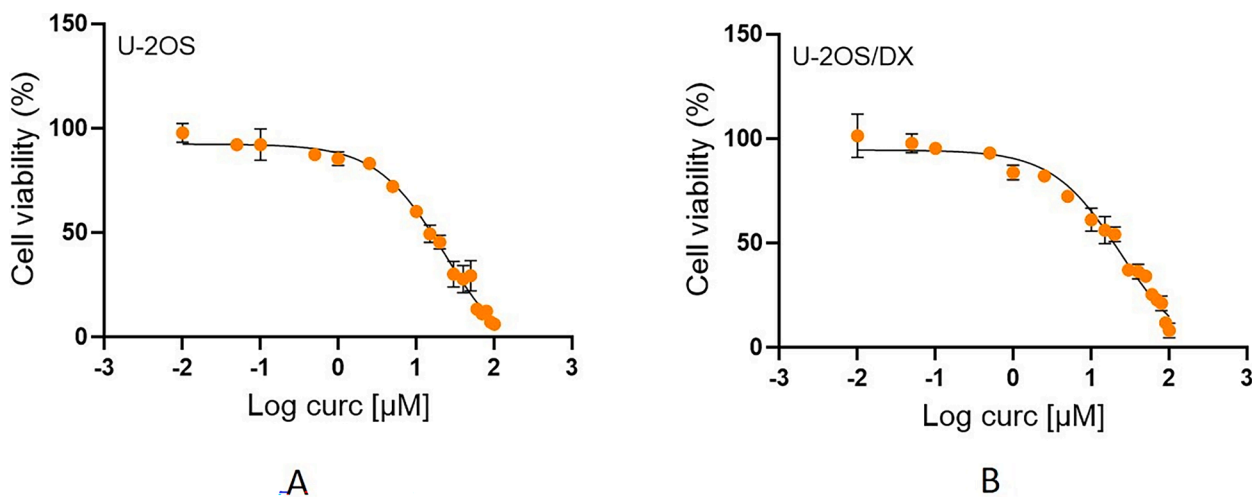 U-2OS
Cell viability (%)
150
100
50
0
-3 -2 -1 0 1 2 3
Log curc [µM]
A
U-2OS/DX
Cell viability (%)
150
100
50
0
-3 -2 -1 0 1 2 3
Log curc [µM]
B